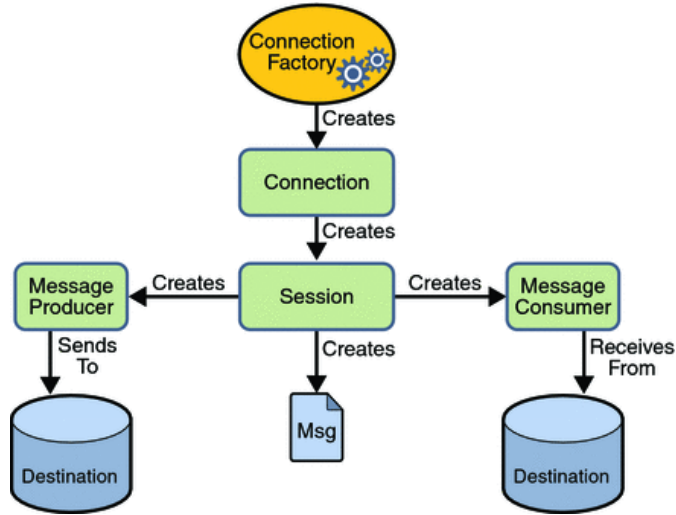 Connection
Factory
Creates
Connection
Creates
Message
Producer
Creates
Session
Creates
Message
Consumer
Sends
To
Creates
Receives
From
Msg
Destination
Destination